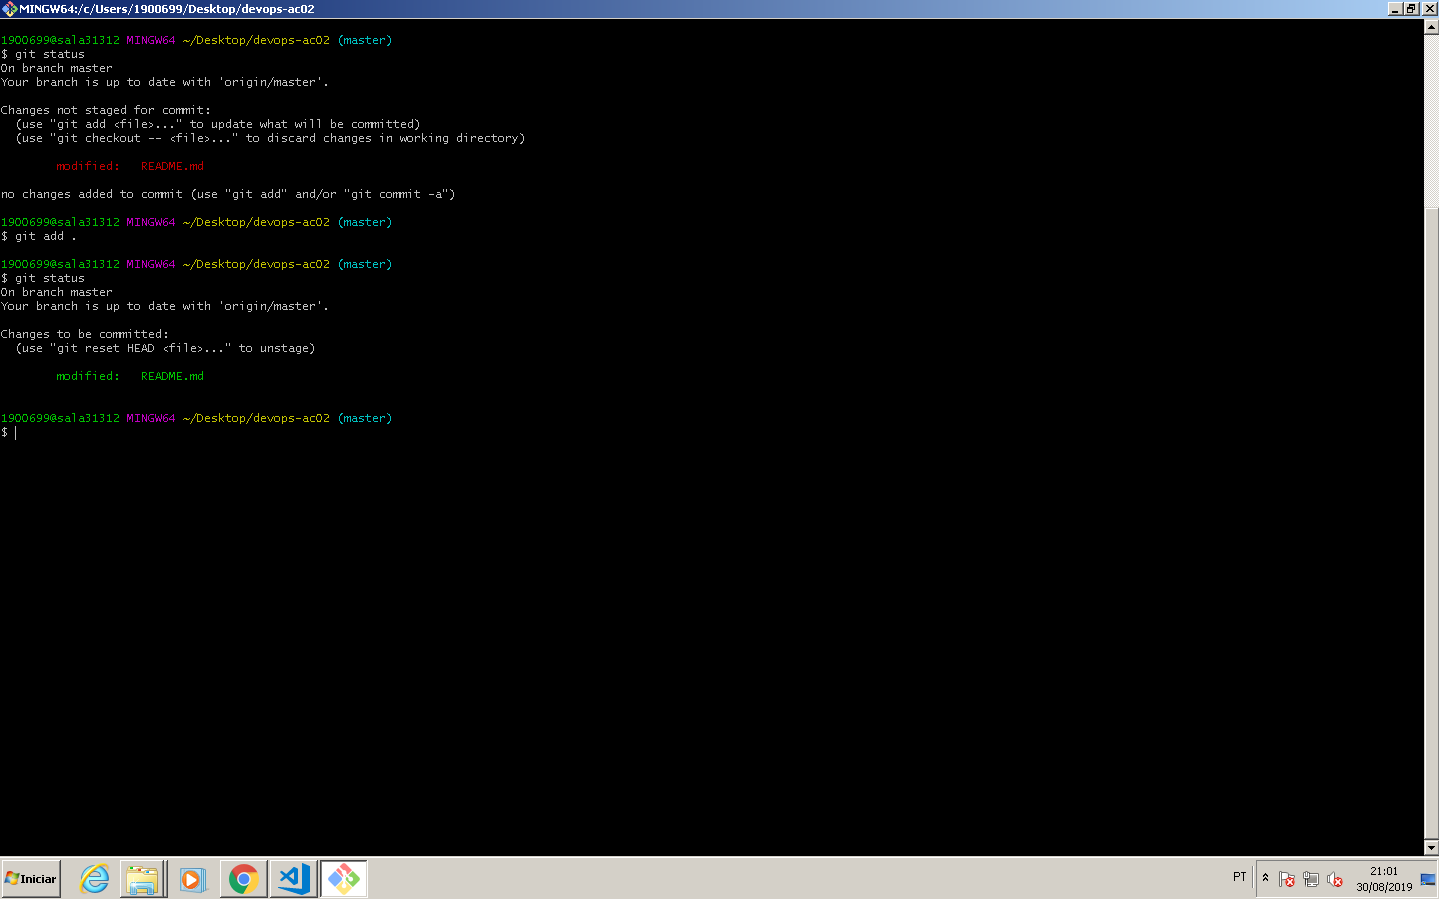 MINGW64:/c/Users/1900699/Desktop/devops-ac02
1900699@sala31312 MINGW64 ~/Desktop/devops-ac02 (master)
$ git status
On branch master
Your branch is up to date with 'origin/master'.
Changes not staged for commit:
(use "git add <file>..." to update what will be committed)
(use "git checkout -- <file>..." to discard changes in working directory)
modified:   README.md
no changes added to commit (use "git add" and/or "git commit -a")
1900699@sala31312 MINGW64 ~/Desktop/devops-ac02 (master)
$ git add .
1900699@sala31312 MINGW64 ~/Desktop/devops-ac02 (master)
$ git status
On branch master
Your branch is up to date with 'origin/master'.
Changes to be committed:
(use "git reset HEAD <file>..." to unstage)
modified:   README.md
1900699@sala31312 MINGW64 ~/Desktop/devops-ac02 (master)
$
Iniciar
PT
21:01
30/08/2019